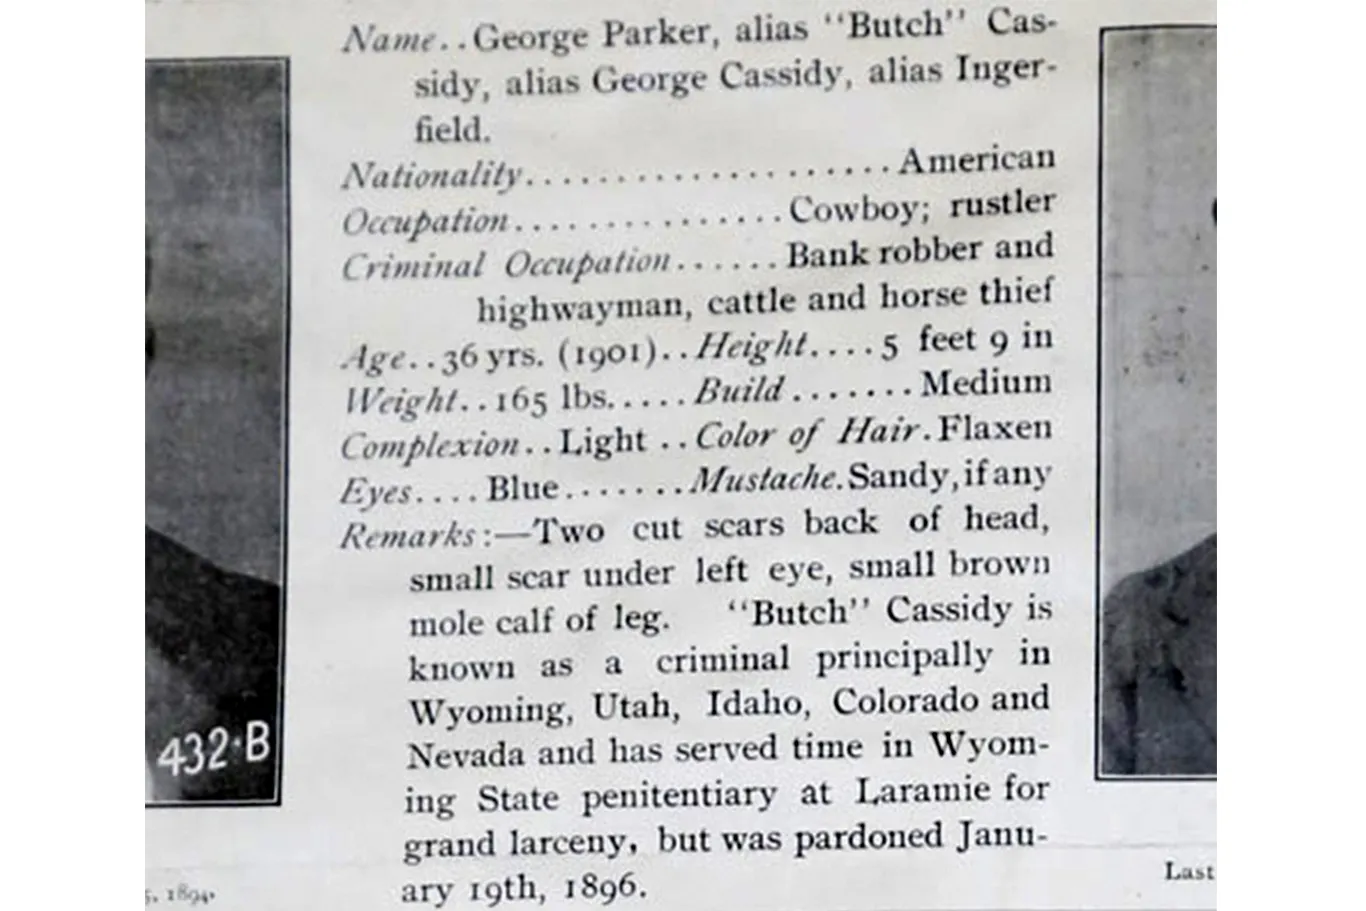 Name..George Parker, alias "Butch" Cas-
sidy, alias George Cassidy, alias Inger-
field.
Nationality.....................American
Occupation...............Cowboy; rustler
Criminal Occupation......Bank robber and
highwayman, cattle and horse thief
Age..36 yrs. (1901)..Height....5 feet 9 in
Weight..165 lbs.....Build.......Medium
Complexion..Light ..Color of Hair.Flaxen
Eyes....Blue.......Mustache.Sandy, if any
Remarks:—Two cut scars back of head,
small scar under left eye, small brown
mole calf of leg. "Butch" Cassidy is
known as a criminal principally in
Wyoming, Utah, Idaho, Colorado and
Nevada and has served time in Wyom-
ing State penitentiary at Laramie for
grand larceny, but was pardoned Janu-
ary 19th, 1896.
432·B
5, 1894.
Last